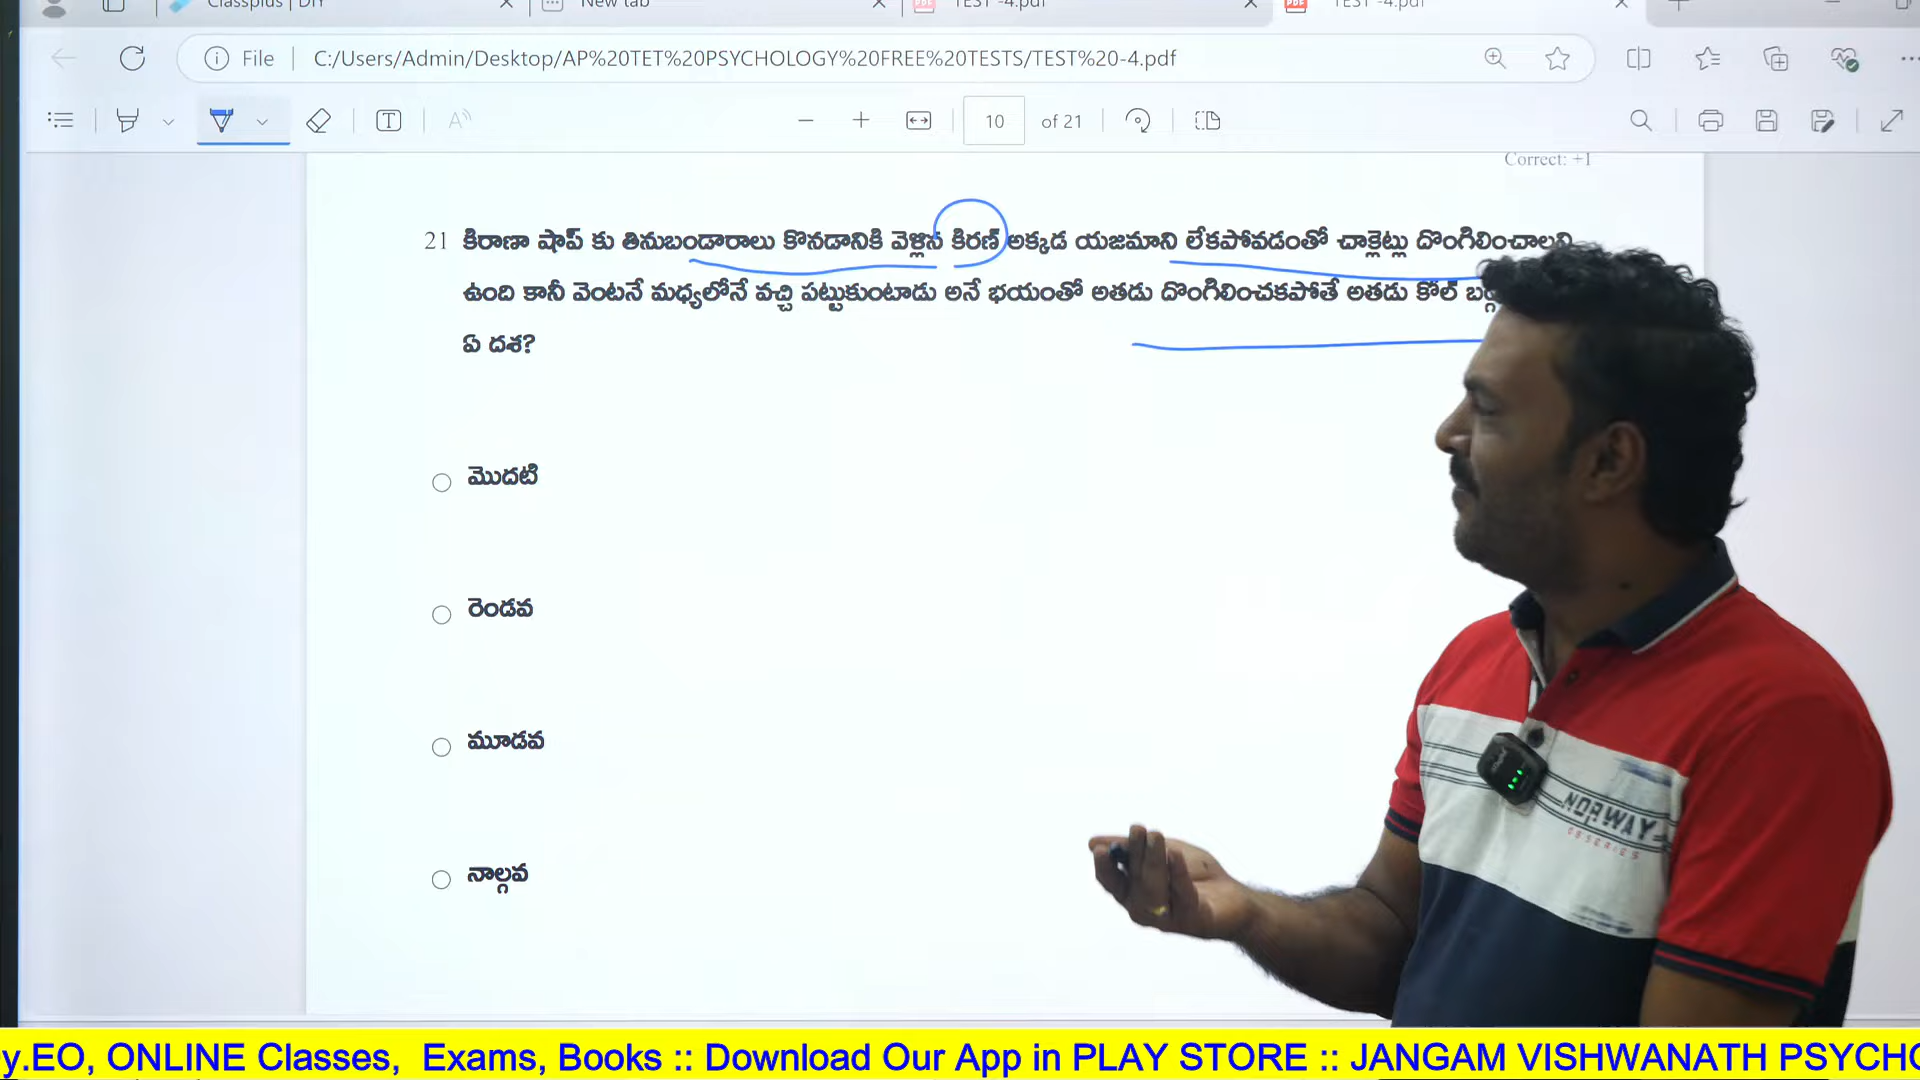 Classplus | DIY
New tab
TEST -4.pdf
TEST -4.pdf
File
C:/Users/Admin/Desktop/AP%20TET%20PSYCHOLOGY%20FREE%20TESTS/TEST%20-4.pdf
10 of 21
Correct: +1
21 కిరాణా షాప్ కు తినుబండారాలు కొనడానికి వెళ్లిన కిరణ్ అక్కడ యజమాని లేకపోవడంతో చాక్లెట్లు దొంగిలించాలని
ఉంది కానీ వెంటనే మధ్యలోనే వచ్చి పట్టుకుంటాడు అనే భయంతో అతడు దొంగిలించకపోతే అతడు కోల్
ఏ దశ?
మొదటి
రెండవ
మూడవ
నాల్గవ
NORWAY
y.EO, ONLINE Classes, Exams, Books :: Download Our App in PLAY STORE :: JANGAM VISHWANATH PSYCHO